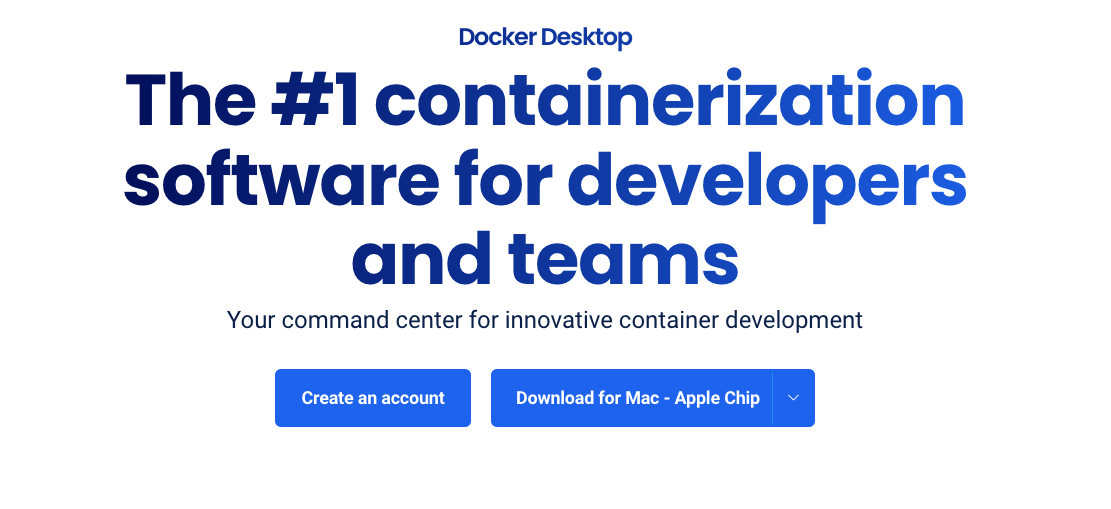 Docker Desktop
The #1 containerization
software for developers
and teams
Your command center for innovative container development
Create an account
Download for Mac - Apple Chip